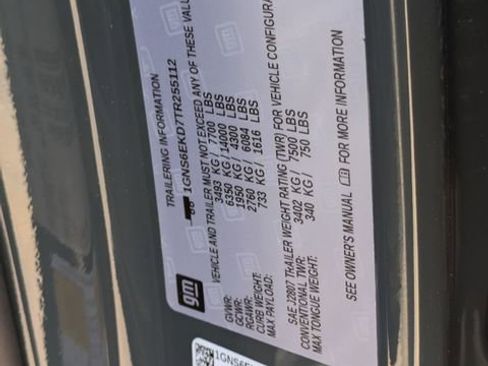 gm
TRAILERING INFORMATION
1GNS6EKD7TR255112
VEHICLE AND TRAILER MUST NOT EXCEED ANY OF THESE VALU
GVWR: 3493 KG / 7700 LBS
GCWR: 6350 KG / 14000 LBS
RGAWR: 1950 KG / 4300 LBS
CURB WEIGHT: 2760 KG / 6084 LBS
MAX PAYLOAD: 733 KG / 1616 LBS
SAE J2807 TRAILER WEIGHT RATING (TWR) FOR VEHICLE CONFIGURA
CONVENTIONAL TWR: 3402 KG / 7500 LBS
MAX TONGUE WEIGHT: 340 KG / 750 LBS
SEE OWNER'S MANUAL FOR MORE INFORMATION
1GNS6E